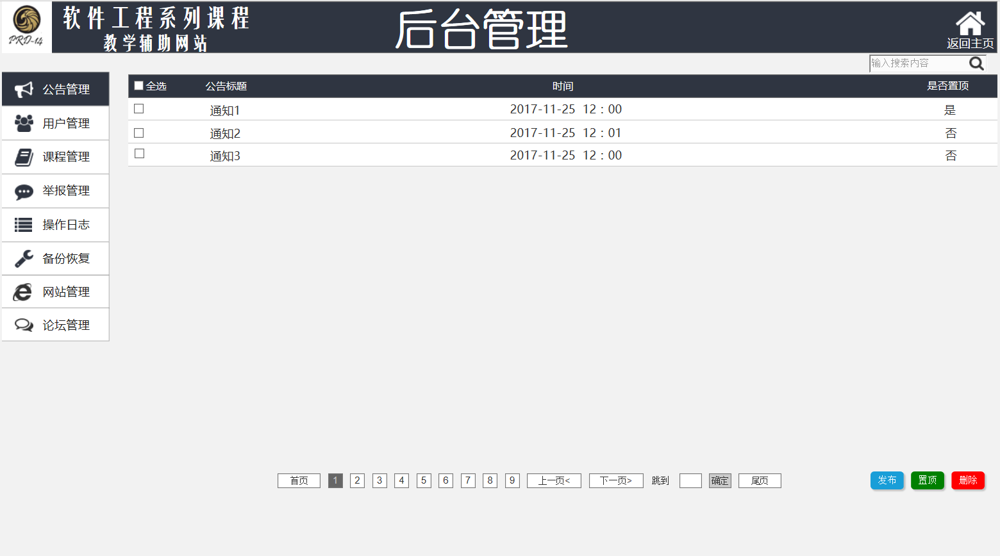 软件工程系列课程
教学辅助网站
PRD-14
后台管理
返回主页
输入搜索内容
公告管理
用户管理
课程管理
举报管理
操作日志
备份恢复
网站管理
论坛管理
全选 公告标题 时间 是否置顶
通知1 2017-11-25 12：00 是
通知2 2017-11-25 12：01 否
通知3 2017-11-25 12：00 否
首页 1 2 3 4 5 6 7 8 9 上一页< 下一页> 跳到 确定 尾页
发布 置顶 删除